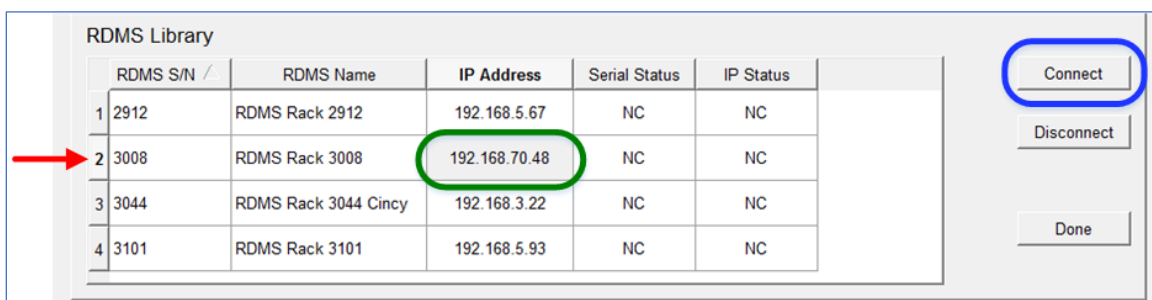 RDMS Library
RDMS S/N RDMS Name IP Address Serial Status IP Status
1 2912 RDMS Rack 2912 192.168.5.67 NC NC
2 3008 RDMS Rack 3008 192.168.70.48 NC NC
3 3044 RDMS Rack 3044 Cincy 192.168.3.22 NC NC
4 3101 RDMS Rack 3101 192.168.5.93 NC NC
Connect
Disconnect
Done